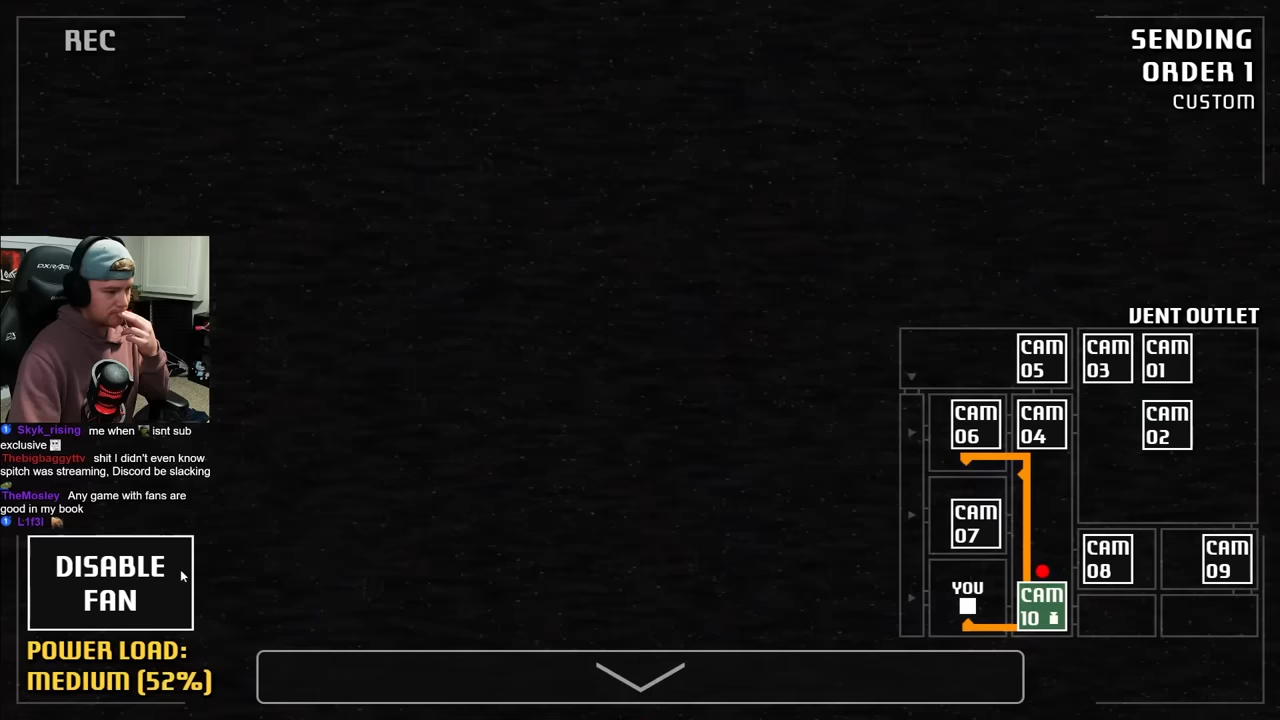 REC
SENDING
ORDER 1
CUSTOM
VENT OUTLET
CAM
05
CAM
03
CAM
01
CAM
06
CAM
04
CAM
02
CAM
07
CAM
08
CAM
09
YOU
CAM
10
Skyk_rising me when isnt sub
exclusive
Thebigbaggyttv shit I didn't even know
spitch was streaming, Discord be slacking
TheMosley Any game with fans are
good in my book
L1f3l
DISABLE
FAN
POWER LOAD:
MEDIUM (52%)